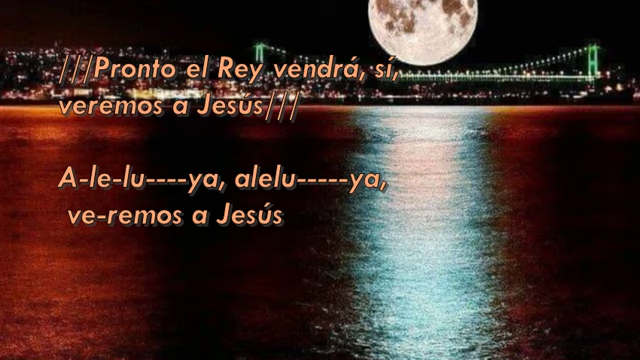 ///Pronto el Rey vendrá, sí,
veremos a Jesús///
A-le-lu----ya, alelu-----ya,
ve-remos a Jesús